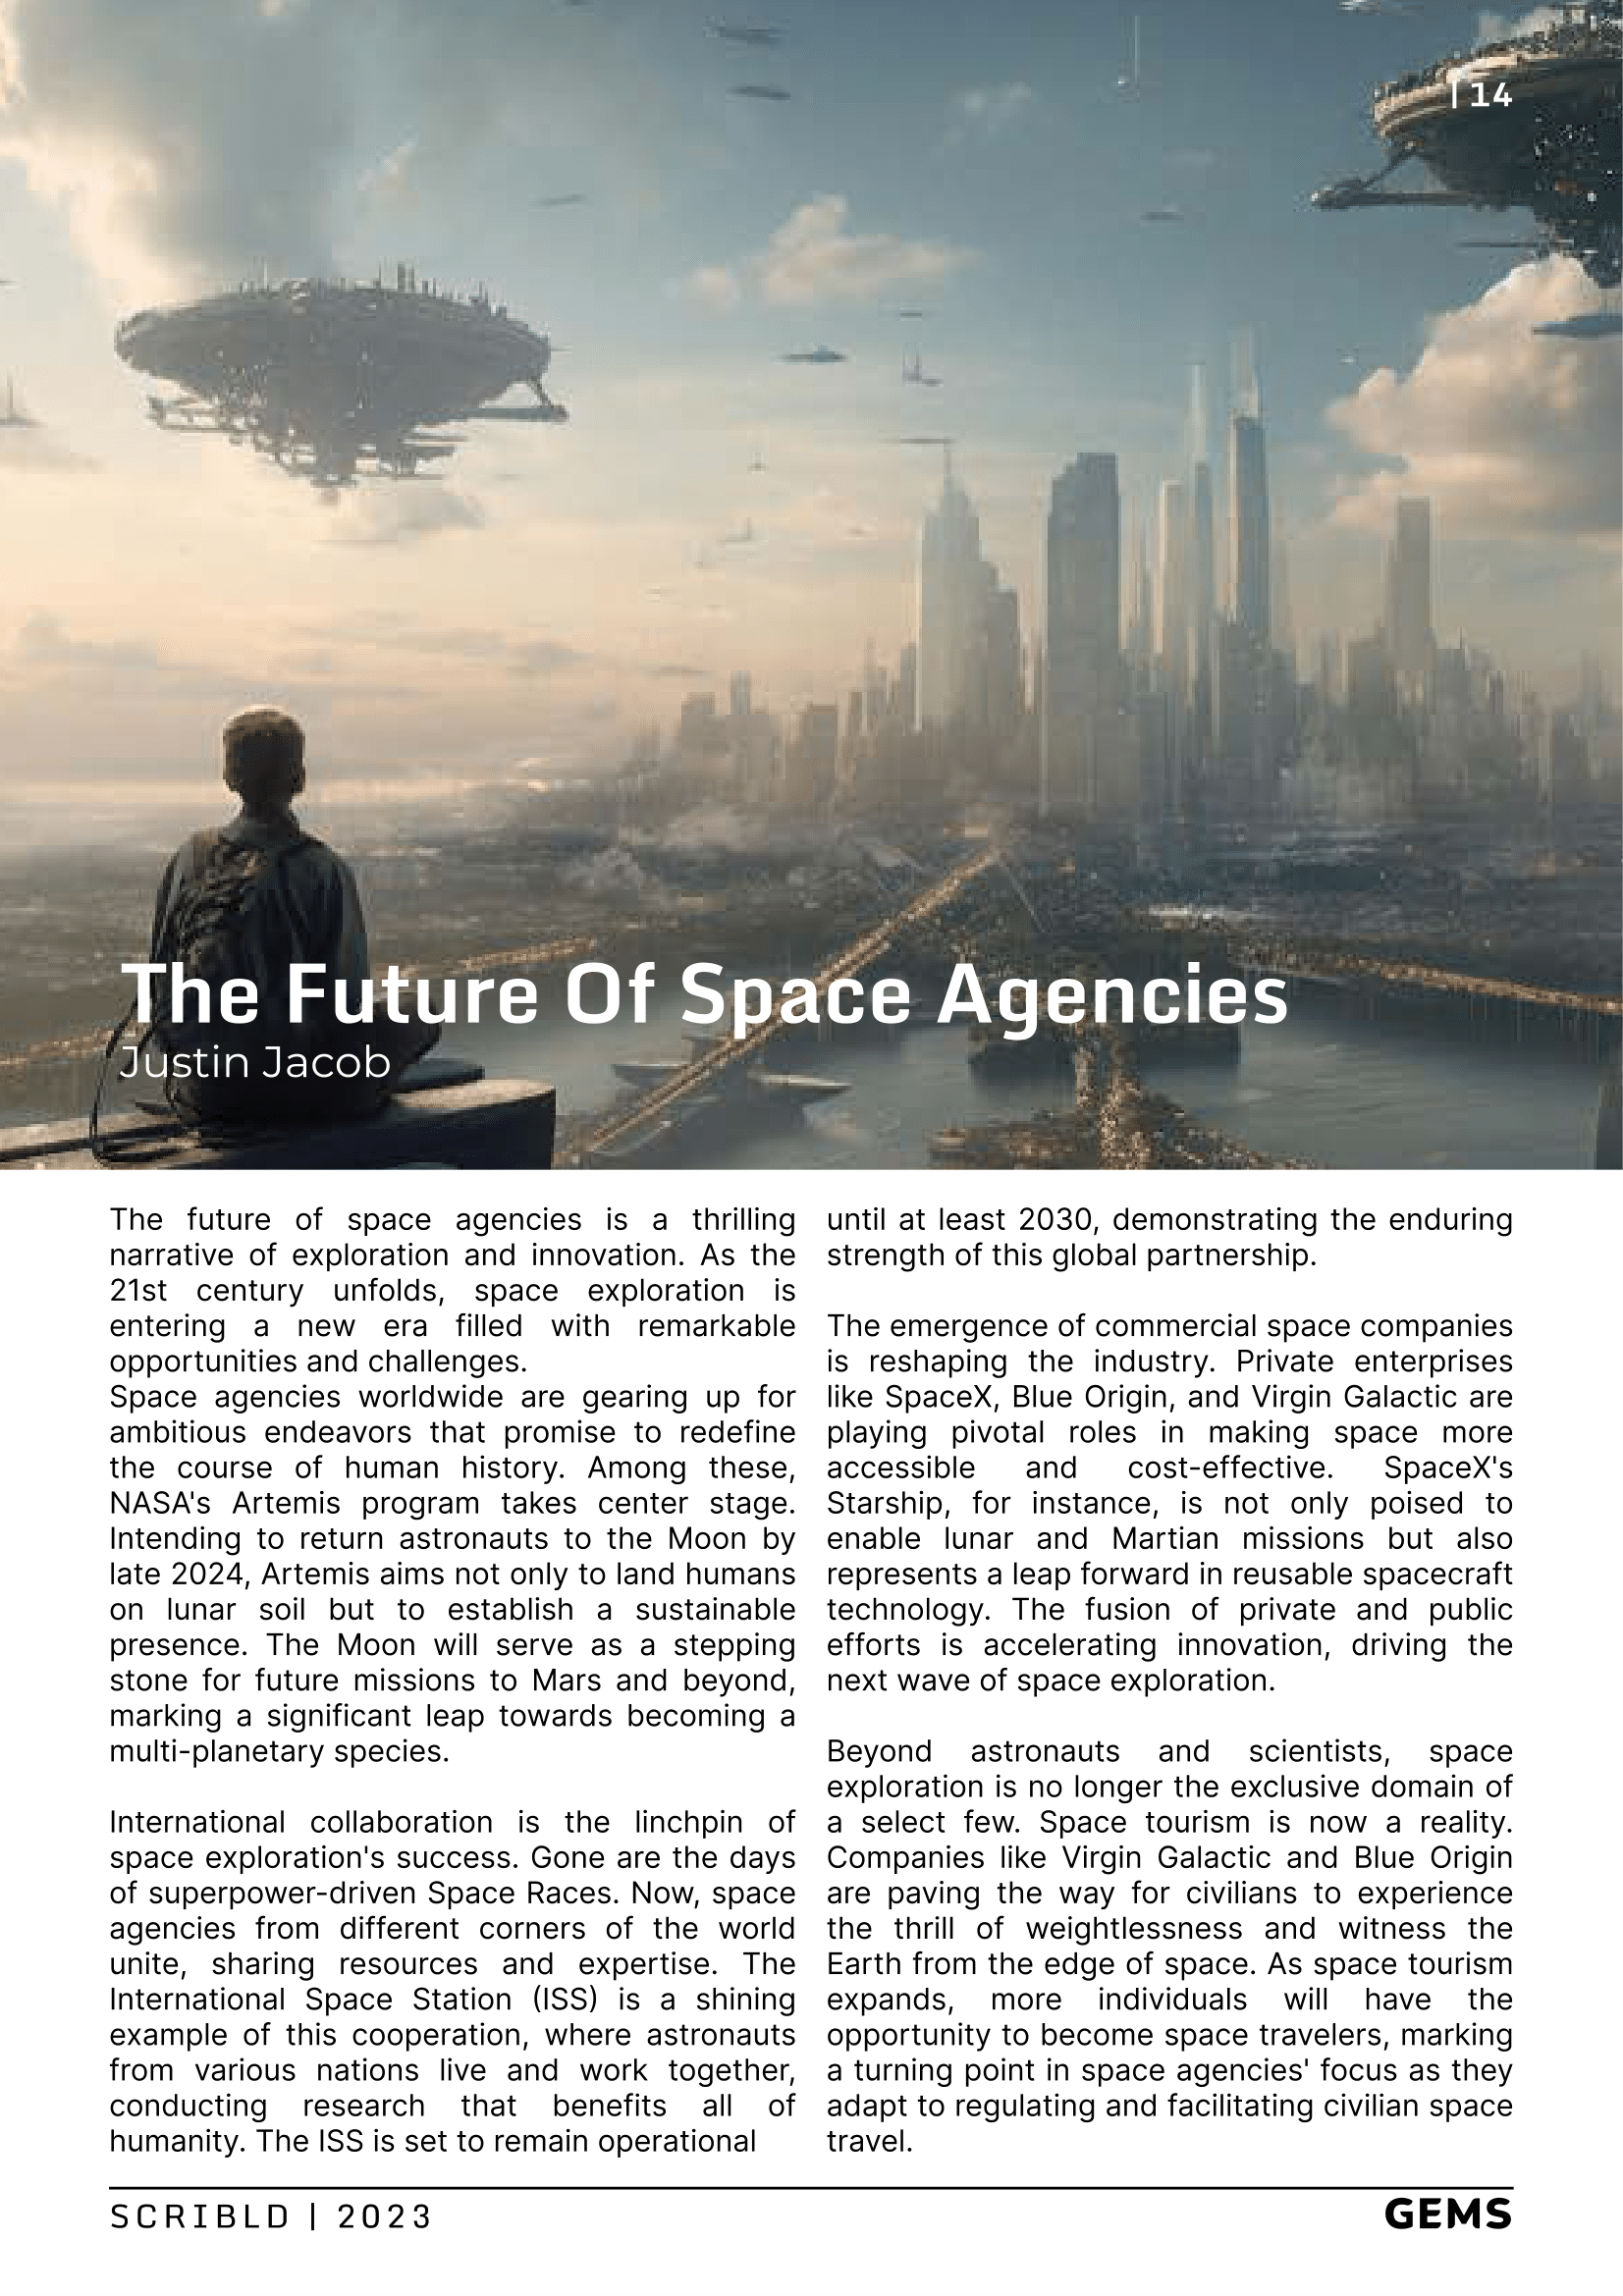 | 14
The Future Of Space Agencies
Justin Jacob
The future of space agencies is a thrilling
narrative of exploration and innovation. As the
21st century unfolds, space exploration is
entering a new era filled with remarkable
opportunities and challenges.
Space agencies worldwide are gearing up for
ambitious endeavors that promise to redefine
the course of human history. Among these,
NASA's Artemis program takes center stage.
Intending to return astronauts to the Moon by
late 2024, Artemis aims not only to land humans
on lunar soil but to establish a sustainable
presence. The Moon will serve as a stepping
stone for future missions to Mars and beyond,
marking a significant leap towards becoming a
multi-planetary species.
International collaboration is the linchpin of
space exploration's success. Gone are the days
of superpower-driven Space Races. Now, space
agencies from different corners of the world
unite, sharing resources and expertise. The
International Space Station (ISS) is a shining
example of this cooperation, where astronauts
from various nations live and work together,
conducting research that benefits all of
humanity. The ISS is set to remain operational
until at least 2030, demonstrating the enduring
strength of this global partnership.
The emergence of commercial space companies
is reshaping the industry. Private enterprises
like SpaceX, Blue Origin, and Virgin Galactic are
playing pivotal roles in making space more
accessible and cost-effective. SpaceX's
Starship, for instance, is not only poised to
enable lunar and Martian missions but also
represents a leap forward in reusable spacecraft
technology. The fusion of private and public
efforts is accelerating innovation, driving the
next wave of space exploration.
Beyond astronauts and scientists, space
exploration is no longer the exclusive domain of
a select few. Space tourism is now a reality.
Companies like Virgin Galactic and Blue Origin
are paving the way for civilians to experience
the thrill of weightlessness and witness the
Earth from the edge of space. As space tourism
expands, more individuals will have the
opportunity to become space travelers, marking
a turning point in space agencies' focus as they
adapt to regulating and facilitating civilian space
travel.
SCRIBLD | 2023
GEMS